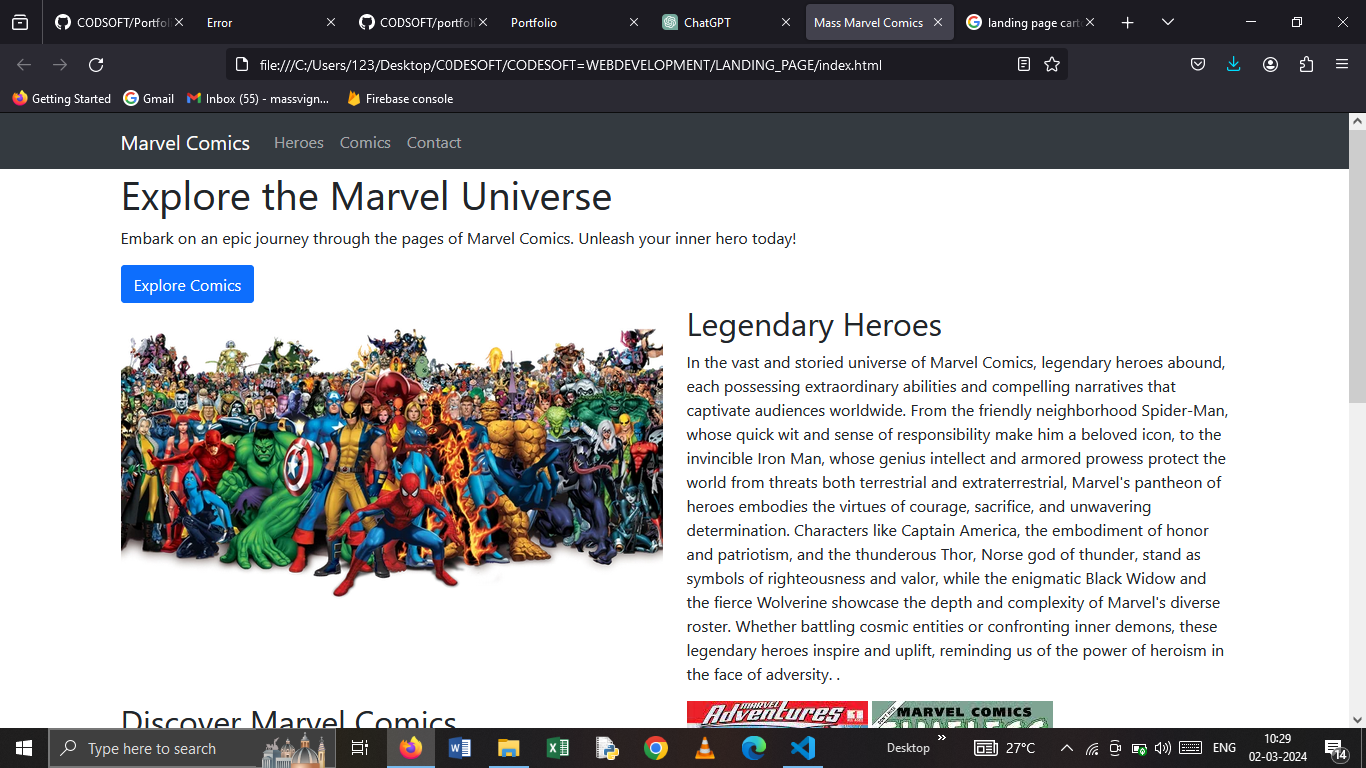 CODSOFT/Portfoli
Error
CODSOFT/portfoli
Portfolio
ChatGPT
Mass Marvel Comics
landing page carto
file:///C:/Users/123/Desktop/C0DESOFT/CODESOFT=WEBDEVELOPMENT/LANDING_PAGE/index.html
Getting Started
Gmail
Inbox (55) - massvign...
Firebase console
Marvel Comics
Heroes
Comics
Contact
Explore the Marvel Universe
Embark on an epic journey through the pages of Marvel Comics. Unleash your inner hero today!
Explore Comics
Legendary Heroes
In the vast and storied universe of Marvel Comics, legendary heroes abound,
each possessing extraordinary abilities and compelling narratives that
captivate audiences worldwide. From the friendly neighborhood Spider-Man,
whose quick wit and sense of responsibility make him a beloved icon, to the
invincible Iron Man, whose genius intellect and armored prowess protect the
world from threats both terrestrial and extraterrestrial, Marvel's pantheon of
heroes embodies the virtues of courage, sacrifice, and unwavering
determination. Characters like Captain America, the embodiment of honor
and patriotism, and the thunderous Thor, Norse god of thunder, stand as
symbols of righteousness and valor, while the enigmatic Black Widow and
the fierce Wolverine showcase the depth and complexity of Marvel's diverse
roster. Whether battling cosmic entities or confronting inner demons, these
legendary heroes inspire and uplift, reminding us of the power of heroism in
the face of adversity. .
Discover Marvel Comics
MARVEL
Adventures
1
MARVEL COMICS
Type here to search
Desktop
27°C
ENG
10:29
02-03-2024
14